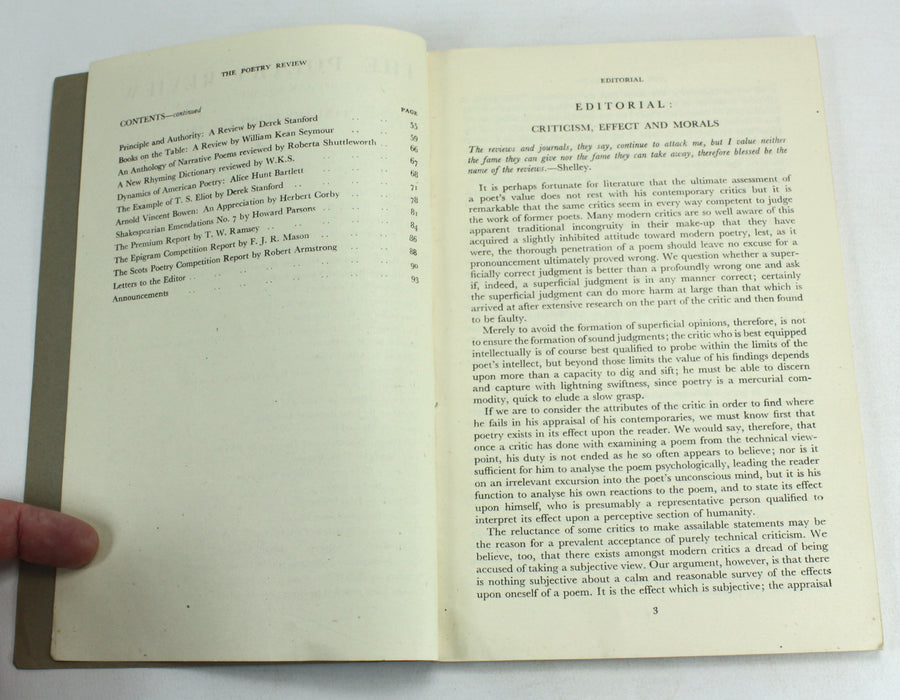 THE POETRY REVIEW
CONTENTS—continued
PAGE
Principle and Authority: A Review by Derek Stanford . . . . 55
Books on the Table: A Review by William Kean Seymour . . . . 59
An Anthology of Narrative Poems reviewed by Roberta Shuttleworth . . 66
A New Rhyming Dictionary reviewed by W.K.S. . . . . 67
Dynamics of American Poetry: Alice Hunt Bartlett . . . . 68
The Example of T. S. Eliot by Derek Stanford . . . . 71
Arnold Vincent Bowen: An Appreciation by Herbert Corby . . . . 78
Shakespearian Emendations No. 7 by Howard Parsons . . . . 81
The Premium Report by T. W. Ramsey . . . . 84
The Epigram Competition Report by F. J. R. Mason . . . . 86
The Scots Poetry Competition Report by Robert Armstrong . . . . 88
Letters to the Editor . . . . 90
Announcements . . . . 93
EDITORIAL
EDITORIAL:
CRITICISM, EFFECT AND MORALS
The reviews and journals, they say, continue to attack me, but I value neither
the fame they can give nor the fame they can take away, therefore blessed be the
name of the reviews.—Shelley.
It is perhaps fortunate for literature that the ultimate assessment of
a poet's value does not rest with his contemporary critics but it is
remarkable that the same critics seem in every way competent to judge
the work of former poets. Many modern critics are so well aware of this
apparent traditional incongruity in their make-up that they have
acquired a slightly inhibited attitude toward modern poetry, lest, as it
were, the thorough penetration of a poem should leave no excuse for a
pronouncement ultimately proved wrong. We question whether a super-
ficially correct judgment is better than a profoundly wrong one and ask
if, indeed, a superficial judgment is in any manner correct; certainly
the superficial judgment can do more harm at large than that which is
arrived at after extensive research on the part of the critic and then found
to be faulty.
Merely to avoid the formation of superficial opinions, therefore, is not
to ensure the formation of sound judgments; the critic who is best equipped
intellectually is of course best qualified to probe within the limits of the
poet's intellect, but beyond those limits the value of his findings depends
upon more than a capacity to dig and sift; he must be able to discern
and capture with lightning swiftness, since poetry is a mercurial com-
modity, quick to elude a slow grasp.
If we are to consider the attributes of the critic in order to find where
he fails in his appraisal of his contemporaries, we must know first that
poetry exists in its effect upon the reader. We would say, therefore, that
once a critic has done with examining a poem from the technical view-
point, his duty is not ended as he so often appears to believe; nor is it
sufficient for him to analyse the poem psychologically, leading the reader
on an irrelevant excursion into the poet's unconscious mind, but it is his
function to analyse his own reactions to the poem, and to state its effect
upon himself, who is presumably a representative person qualified to
interpret its effect upon a perceptive section of humanity.
The reluctance of some critics to make assailable statements may be
the reason for a prevalent acceptance of purely technical criticism. We
believe, too, that there exists amongst modern critics a dread of being
accused of taking a subjective view. Our argument, however, is that there
is nothing subjective about a calm and reasonable survey of the effects
upon oneself of a poem. It is the effect which is subjective; the appraisal
3